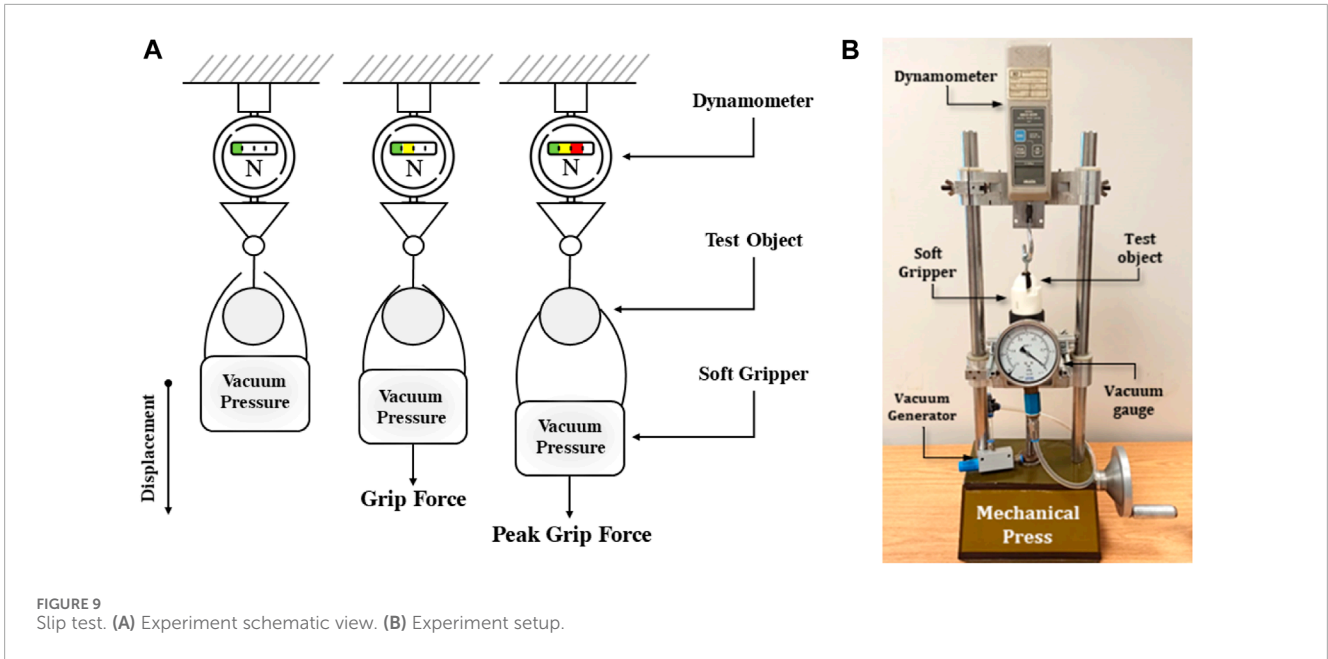 A
B
N
N
N
Dynamometer
Test Object
Soft Gripper
Vacuum
Pressure
Vacuum
Pressure
Vacuum
Pressure
Displacement
Grip Force
Peak Grip Force
Dynamometer
Soft
Gripper
Test
object
Vacuum
Generator
Vacuum
gauge
Mechanical
Press
FIGURE 9
Slip test. (A) Experiment schematic view. (B) Experiment setup.